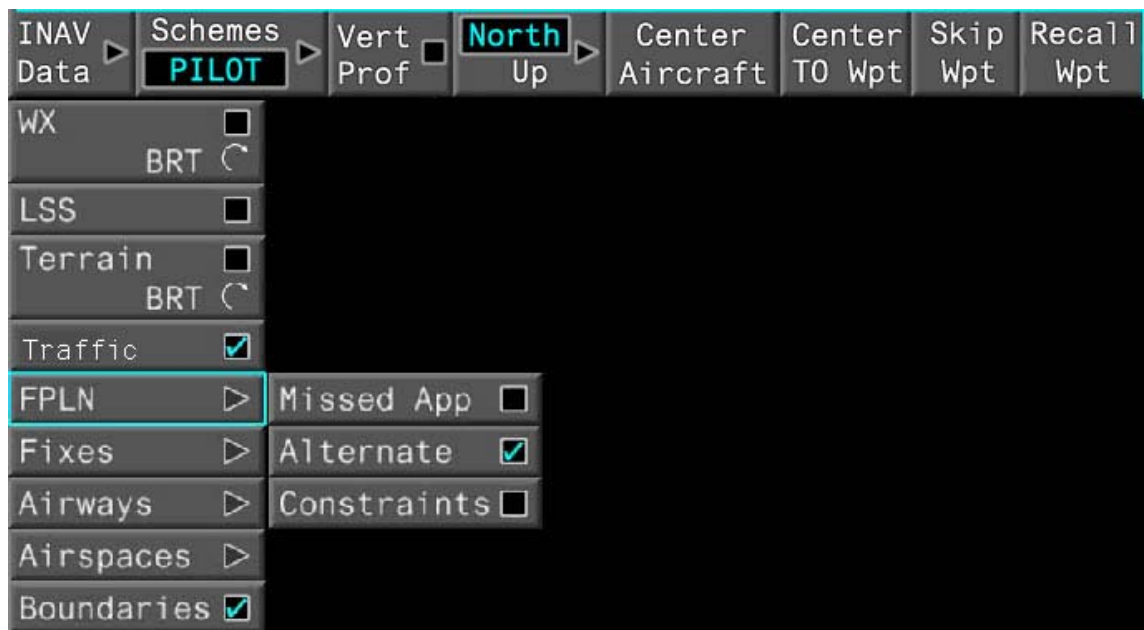 INAV Data
Schemes PILOT
Vert Prof
North Up
Center Aircraft
Center TO Wpt
Skip Wpt
Recall Wpt
WX
BRT
LSS
Terrain
BRT
Traffic
FPLN
Missed App
Fixes
Alternate
Airways
Constraints
Airspaces
Boundaries